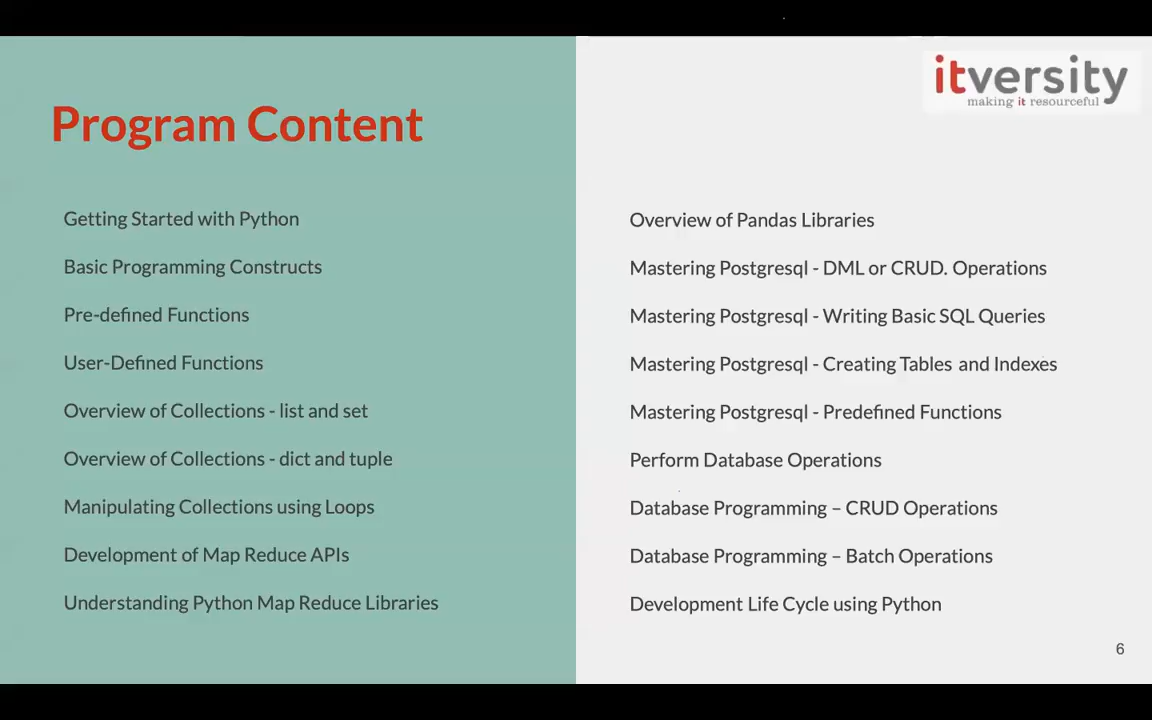 itversity
making it resourceful
Program Content
Getting Started with Python
Basic Programming Constructs
Pre-defined Functions
User-Defined Functions
Overview of Collections - list and set
Overview of Collections - dict and tuple
Manipulating Collections using Loops
Development of Map Reduce APIs
Understanding Python Map Reduce Libraries
Overview of Pandas Libraries
Mastering Postgresql - DML or CRUD. Operations
Mastering Postgresql - Writing Basic SQL Queries
Mastering Postgresql - Creating Tables and Indexes
Mastering Postgresql - Predefined Functions
Perform Database Operations
Database Programming – CRUD Operations
Database Programming – Batch Operations
Development Life Cycle using Python
6